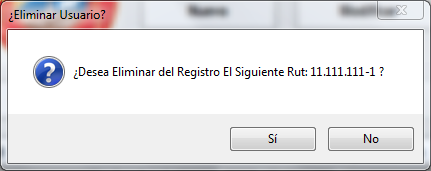 ¿Eliminar Usuario?
¿Desea Eliminar del Registro El Siguiente Rut: 11.111.111-1 ?
Sí
No